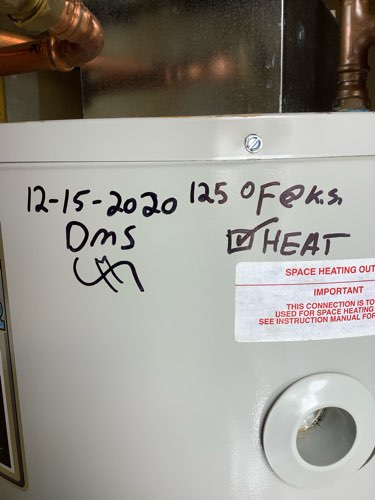 12-15-2020 125 °F@K.S.
DMS
☑HEAT
SPACE HEATING OUT
IMPORTANT
THIS CONNECTION IS TO
USED FOR SPACE HEATING
SEE INSTRUCTION MANUAL FOR